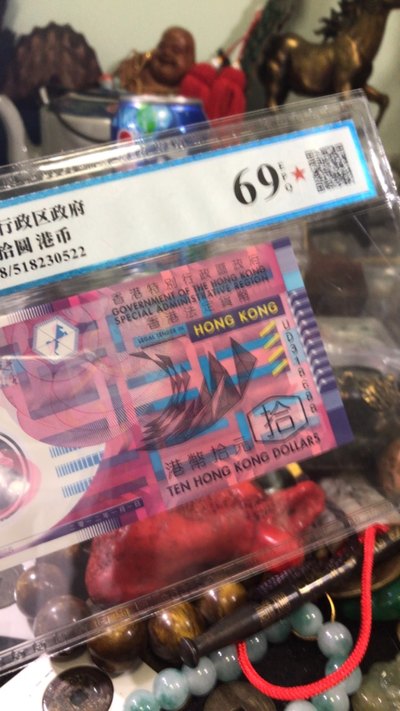 行政区政府
69
EPQ
拾圆 港币
8/518230522
香港特別行政區政府
GOVERNMENT OF THE HONG KONG
SPECIAL ADMINISTRATIVE REGION
香港法定貨幣
LEGAL TENDER IN
HONG KONG
拾
港幣拾元
TEN HONG KONG DOLLARS